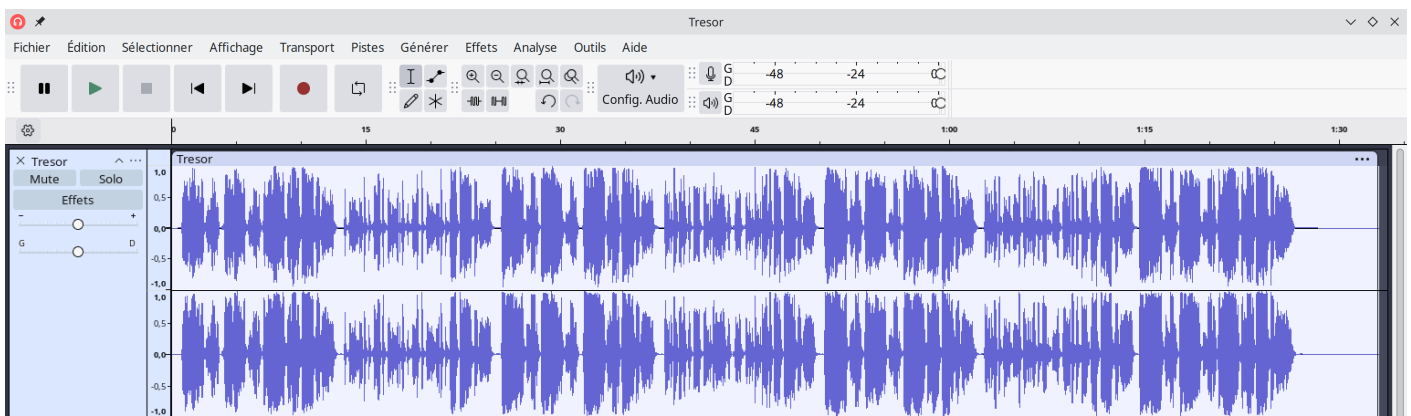 Tresor
Fichier Édition Sélectionner Affichage Transport Pistes Générer Effets Analyse Outils Aide
Config. Audio
G
D
-48 -24 0
G
D
-48 -24 0
0 15 30 45 1:00 1:15 1:30
Tresor
Mute Solo
Effets
- +
G D
Tresor
1,0
0,5
0,0
-0,5
-1,0
1,0
0,5
0,0
-0,5
-1,0